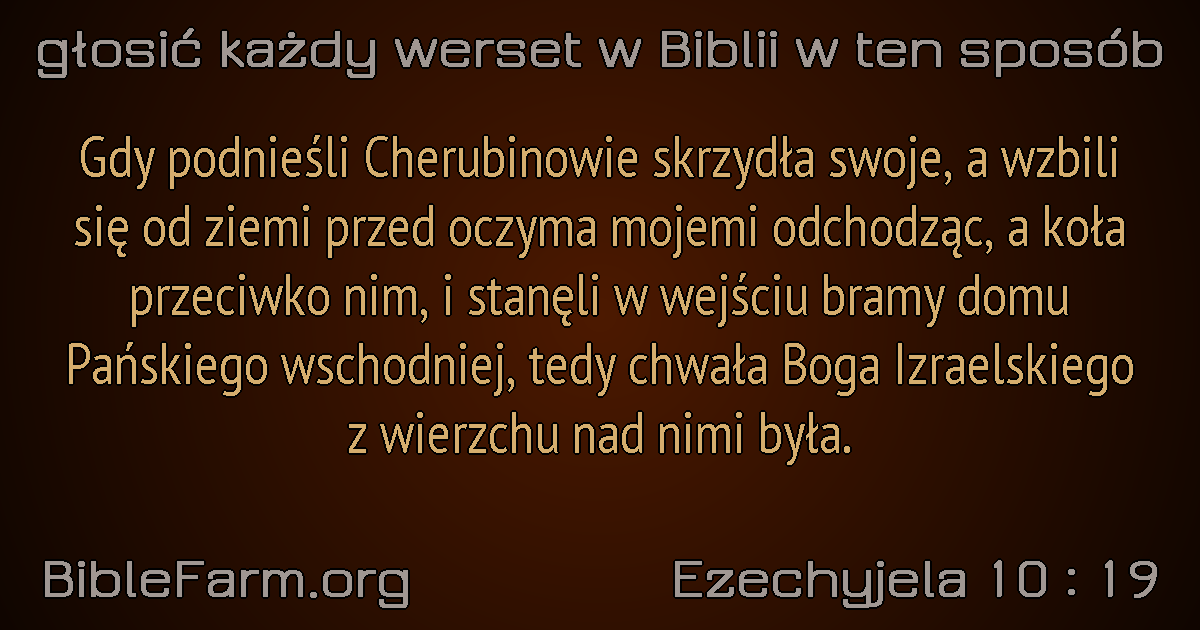 głosić każdy werset w Biblii w ten sposób
Gdy podnieśli Cherubinowie skrzydła swoje, a wzbili
się od ziemi przed oczyma mojemi odchodząc, a koła
przeciwko nim, i stanęli w wejściu bramy domu
Pańskiego wschodniej, tedy chwała Boga Izraelskiego
z wierzchu nad nimi była.
BibleFarm.org
Ezechyjela 10 : 19